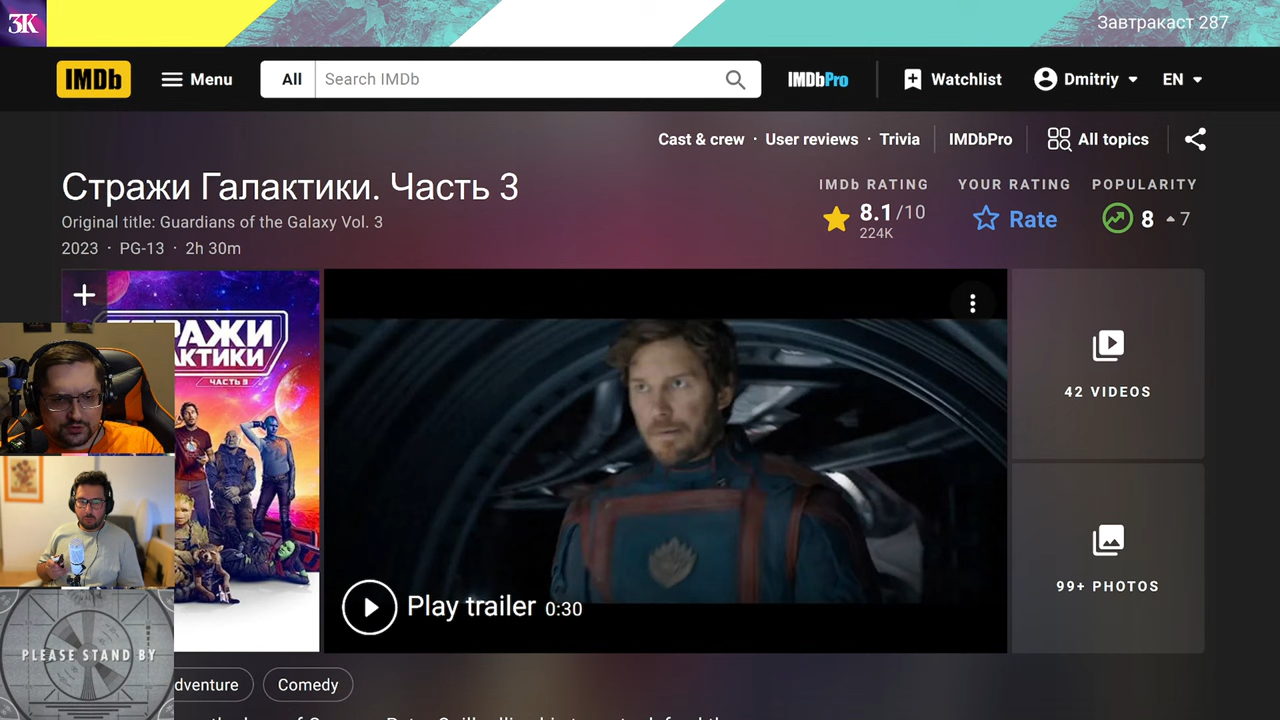 ЗК
Завтракаст 287
IMDb
Menu
All
Search IMDb
IMDbPro
Watchlist
Dmitriy
EN
Cast & crew · User reviews · Trivia
IMDbPro
All topics
Стражи Галактики. Часть 3
Original title: Guardians of the Galaxy Vol. 3
2023 · PG-13 · 2h 30m
IMDb RATING
8.1/10
224K
YOUR RATING
Rate
POPULARITY
8
7
ЧАСТЬ 3
42 VIDEOS
Play trailer 0:30
99+ PHOTOS
PLEASE STAND BY
Comedy